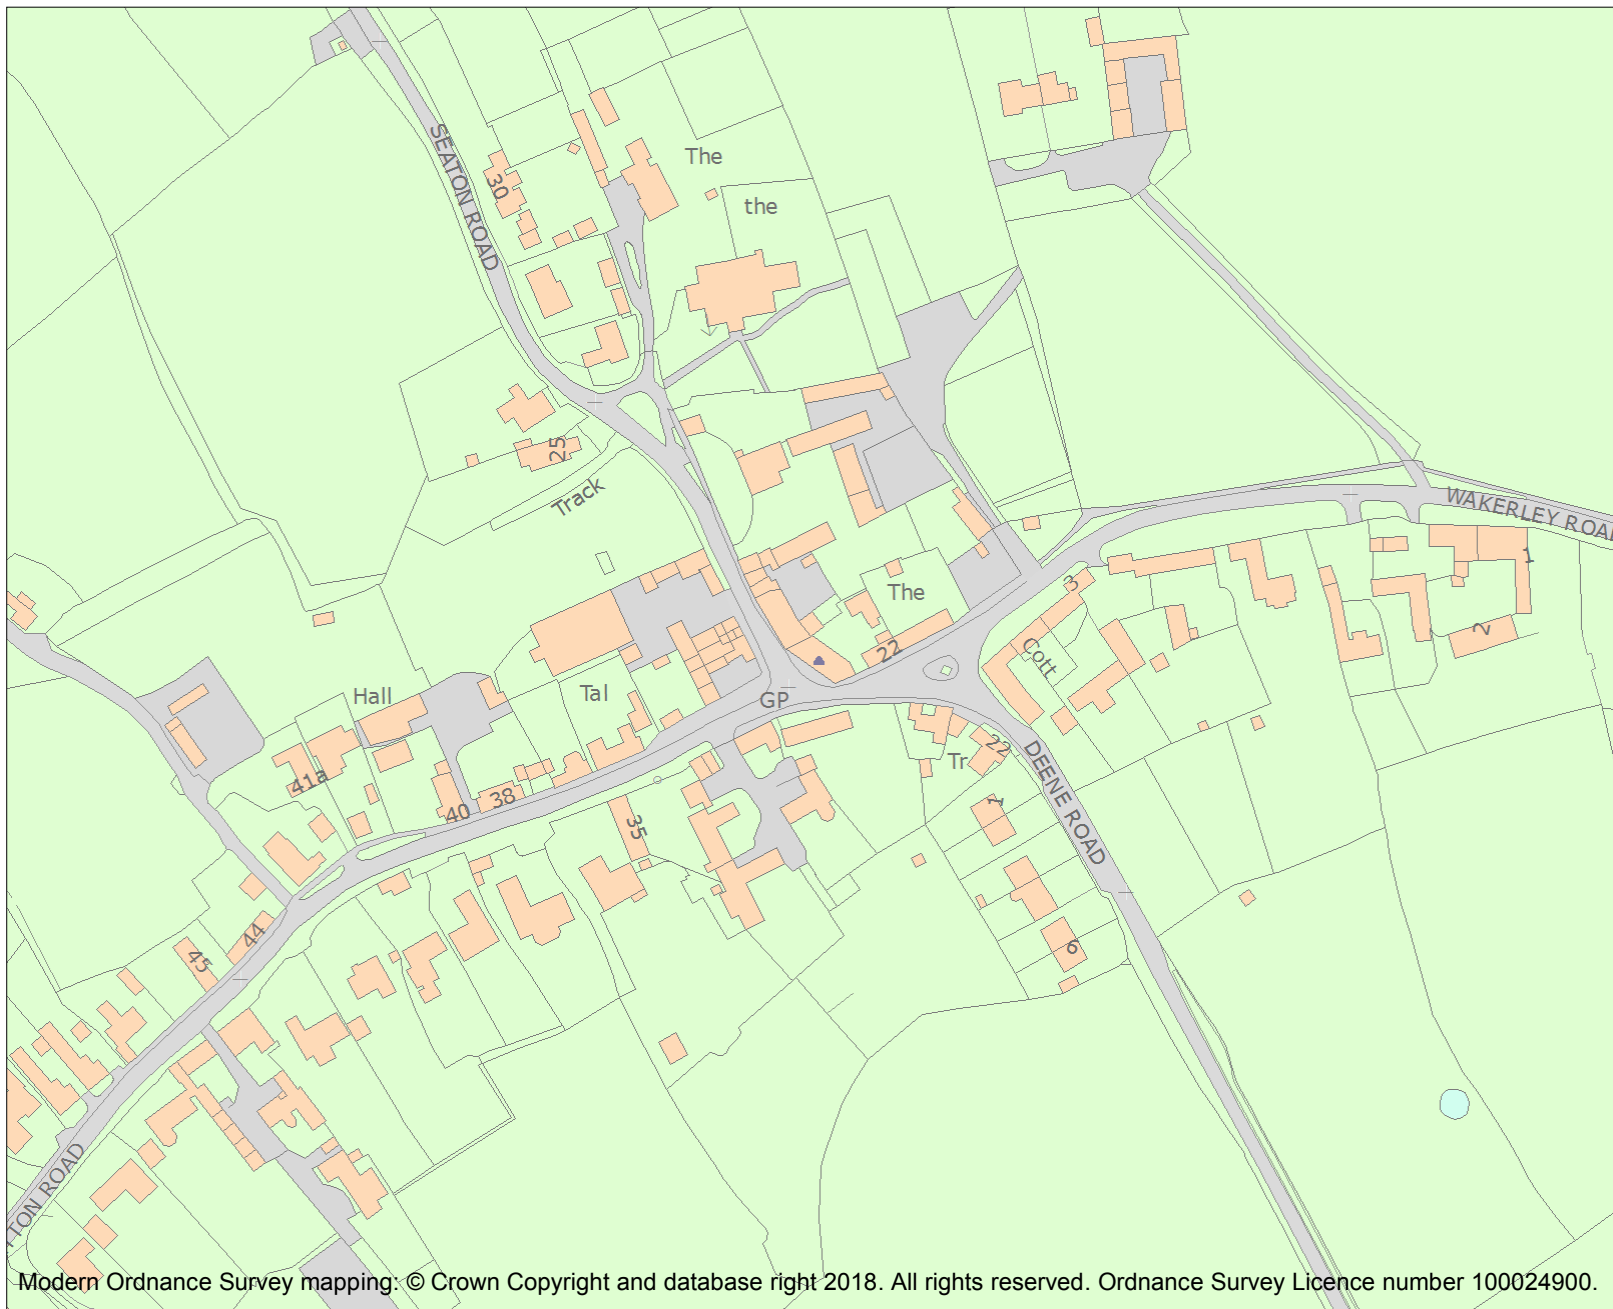 SEATON ROAD
30
The
the
25
Track
WAKERLEY ROAD
1
2
3
The
22
Cott
Tal
GP
Hall
Tr
22
1
DEENE ROAD
41a
38
40
35
6
44
45
TTON ROAD
Modern Ordnance Survey mapping: © Crown Copyright and database right 2018. All rights reserved. Ordnance Survey Licence number 100024900.